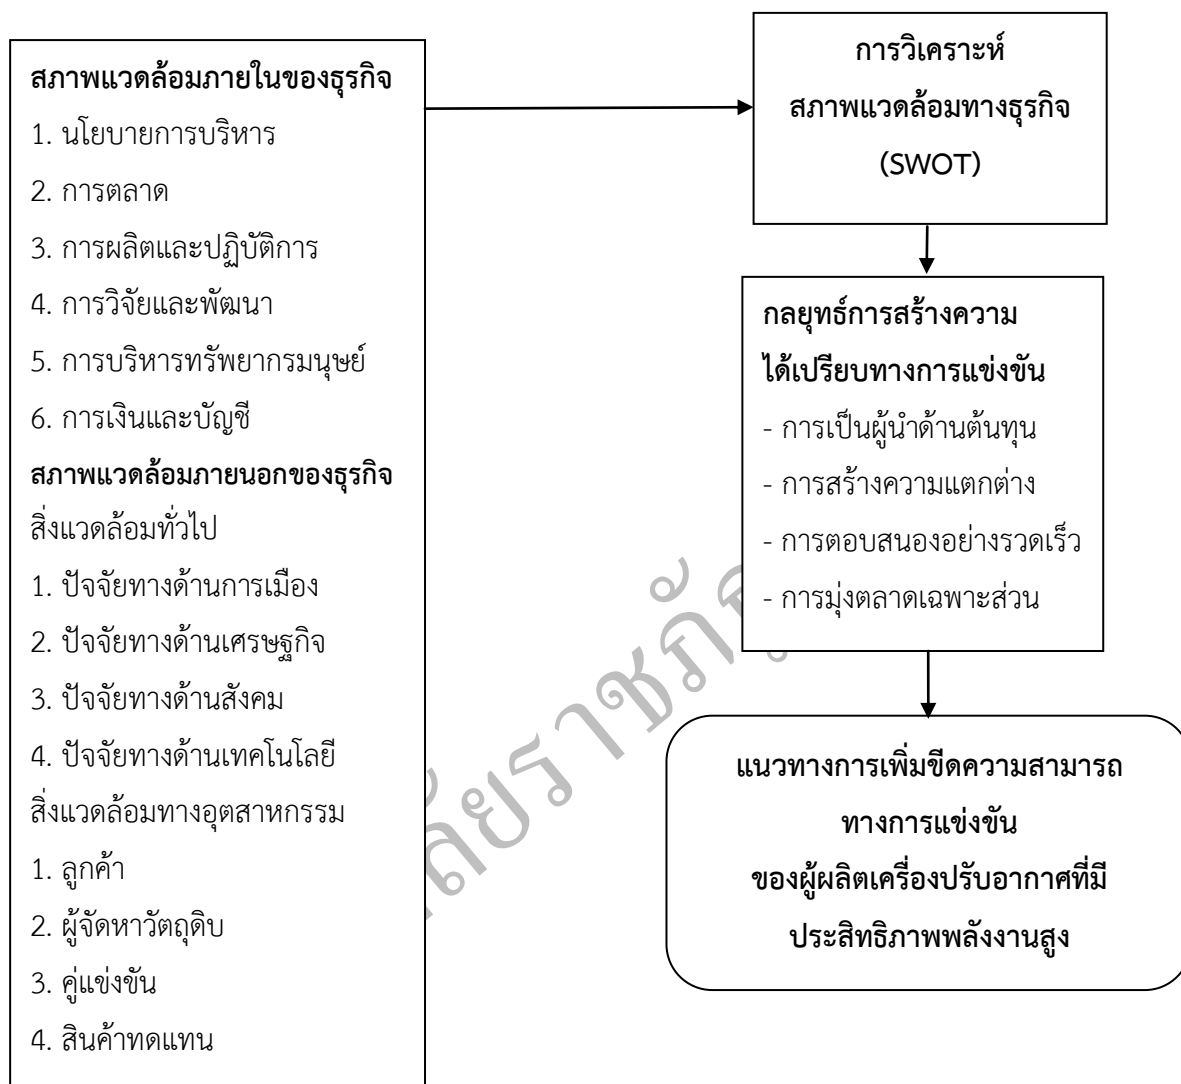 สภาพแวดล้อมภายในของธุรกิจ
1. นโยบายการบริหาร
2. การตลาด
3. การผลิตและปฏิบัติการ
4. การวิจัยและพัฒนา
5. การบริหารทรัพยากรมนุษย์
6. การเงินและบัญชี
สภาพแวดล้อมภายนอกของธุรกิจ
สิ่งแวดล้อมทั่วไป
1. ปัจจัยทางด้านการเมือง
2. ปัจจัยทางด้านเศรษฐกิจ
3. ปัจจัยทางด้านสังคม
4. ปัจจัยทางด้านเทคโนโลยี
สิ่งแวดล้อมทางอุตสาหกรรม
1. ลูกค้า
2. ผู้จัดหาวัตถุดิบ
3. คู่แข่งขัน
4. สินค้าทดแทน
การวิเคราะห์
สภาพแวดล้อมทางธุรกิจ
(SWOT)
กลยุทธ์การสร้างความ
ได้เปรียบทางการแข่งขัน
- การเป็นผู้นำด้านต้นทุน
- การสร้างความแตกต่าง
- การตอบสนองอย่างรวดเร็ว
- การมุ่งตลาดเฉพาะส่วน
แนวทางการเพิ่มขีดความสามารถ
ทางการแข่งขัน
ของผู้ผลิตเครื่องปรับอากาศที่มี
ประสิทธิภาพพลังงานสูง